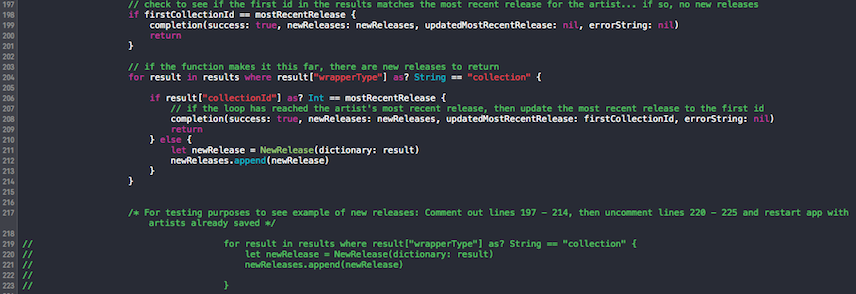 197 // check to see if the first id in the results matches the most recent release for the artist... if so, no new releases
198 if firstCollectionId == mostRecentRelease {
199 completion(success: true, newReleases: newReleases, updatedMostRecentRelease: nil, errorString: nil)
200 return
201 }
202
203 // if the function makes it this far, there are new releases to return
204 for result in results where result["wrapperType"] as? String == "collection" {
205
206 if result["collectionId"] as? Int == mostRecentRelease {
207 // if the loop has reached the artist's most recent release, then update the most recent release to the first id
208 completion(success: true, newReleases: newReleases, updatedMostRecentRelease: firstCollectionId, errorString: nil)
209 return
210 } else {
211 let newRelease = NewRelease(dictionary: result)
212 newReleases.append(newRelease)
213 }
214 }
215
216
217 /* For testing purposes to see example of new releases: Comment out lines 197 - 214, then uncomment lines 220 - 225 and restart app with
artists already saved */
218
219 // for result in results where result["wrapperType"] as? String == "collection" {
220 // let newRelease = NewRelease(dictionary: result)
221 // newReleases.append(newRelease)
222 //
223 // }